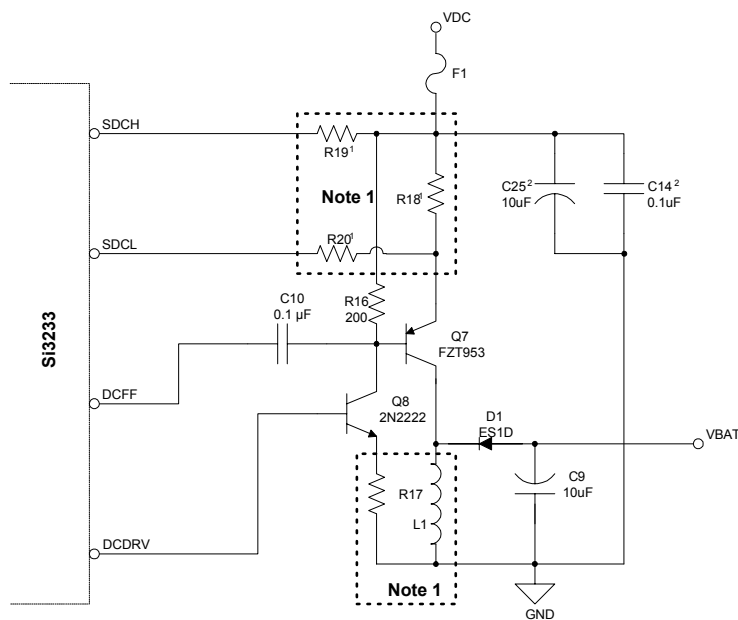 VDC
F1
SDCH
R19¹
Note 1
R18¹
C25²
10uF
C14²
0.1uF
SDCL
R20¹
C10
0.1 µF
R16
200
Q7
FZT953
Si3233
DCFF
Q8
2N2222
D1
ES1D
VBAT
R17
L1
C9
10uF
DCDRV
Note 1
GND